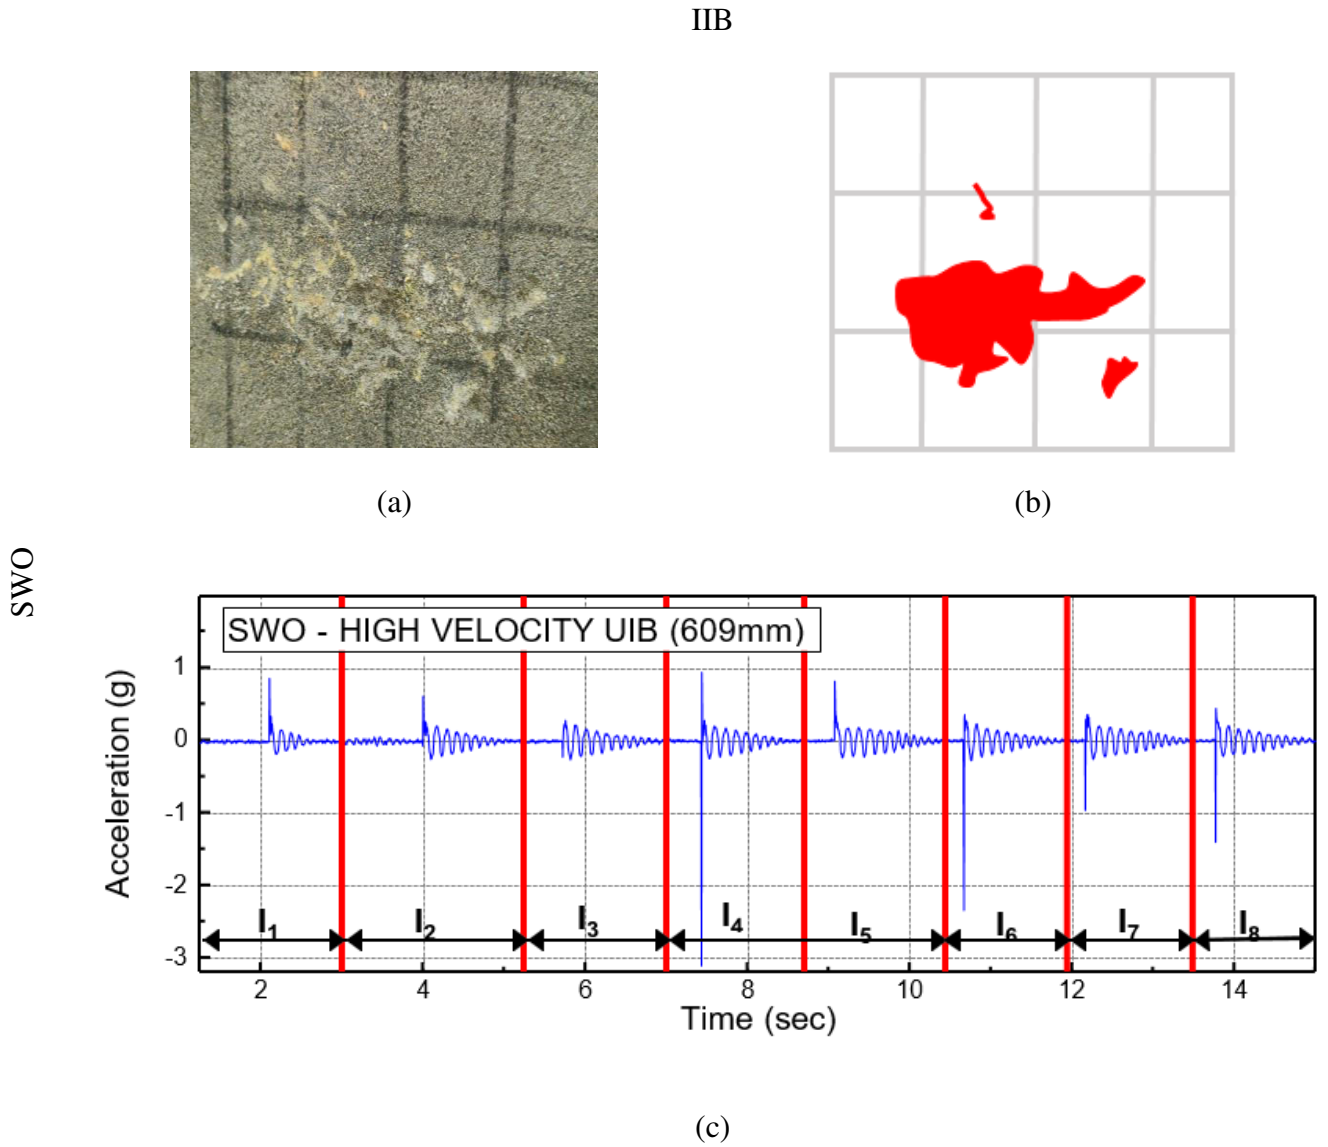 IIB
(a)
(b)
SWO
SWO - HIGH VELOCITY UIB (609mm)
Acceleration (g)
1
0
-1
-2
-3
I1
I2
I3
I4
I5
I6
I7
I8
2
4
6
8
10
12
14
Time (sec)
(c)